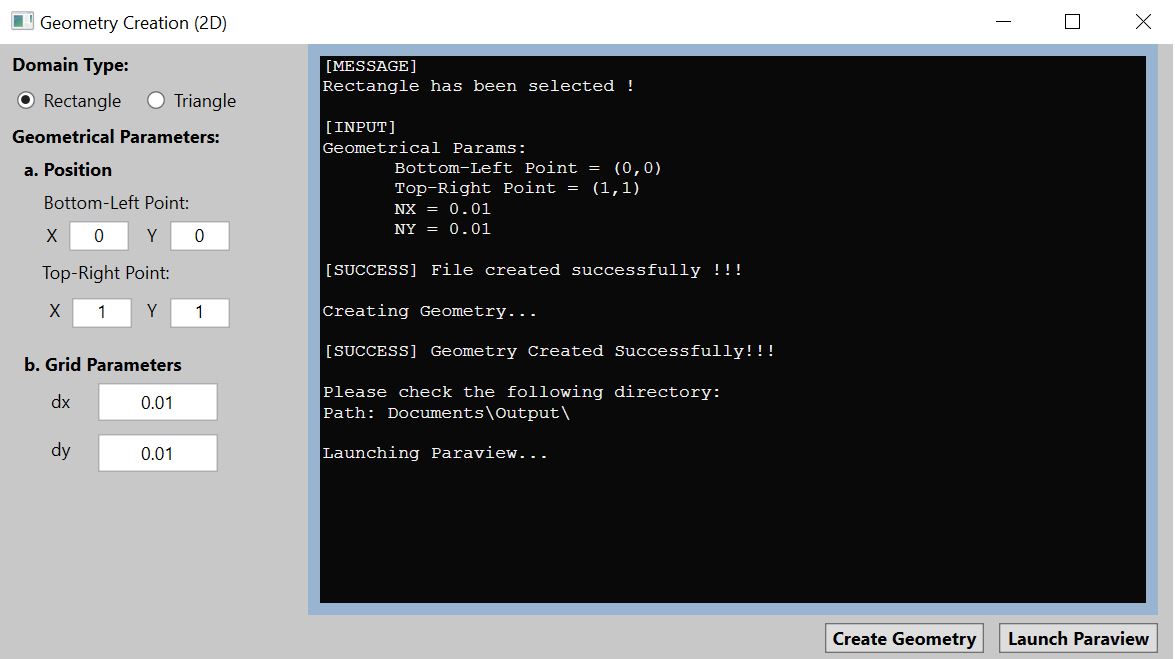 Geometry Creation (2D)
Domain Type:
Rectangle Triangle
Geometrical Parameters:
a. Position
Bottom-Left Point:
X 0 Y 0
Top-Right Point:
X 1 Y 1
b. Grid Parameters
dx 0.01
dy 0.01
[MESSAGE]
Rectangle has been selected !
[INPUT]
Geometrical Params:
Bottom-Left Point = (0,0)
Top-Right Point = (1,1)
NX = 0.01
NY = 0.01
[SUCCESS] File created successfully !!!
Creating Geometry...
[SUCCESS] Geometry Created Successfully!!!
Please check the following directory:
Path: Documents\Output\
Launching Paraview...
Create Geometry Launch Paraview